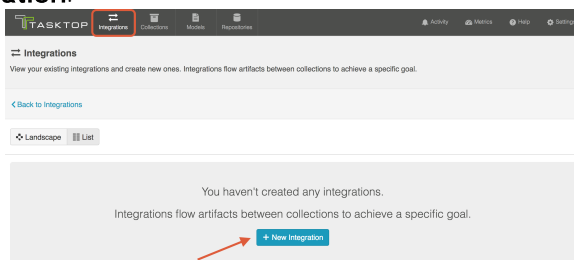 TASKTOP Integrations Collections Models Repositories Activity Metrics Help Settings
Integrations
View your existing integrations and create new ones. Integrations flow artifacts between collections to achieve a specific goal.
Back to Integrations
Landscape List
You haven't created any integrations.
Integrations flow artifacts between collections to achieve a specific goal.
+ New Integration